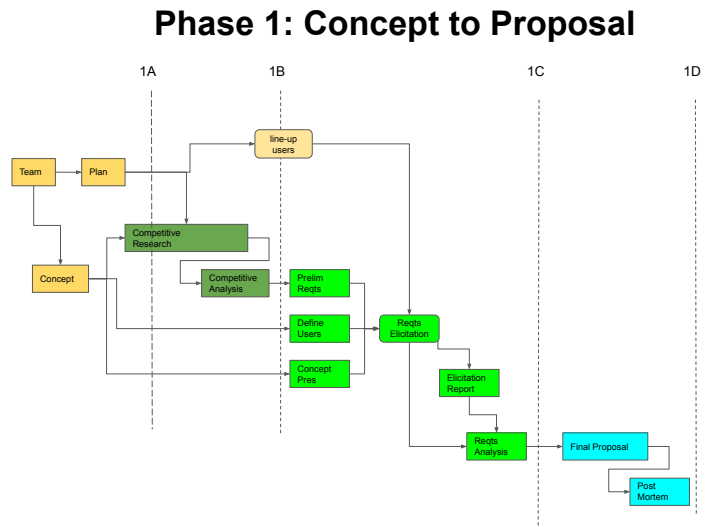 Phase 1: Concept to Proposal
1A
1B
1C
1D
line-up
users
Team
Plan
Competitive
Research
Concept
Competitive
Analysis
Prelim
Reqts
Define
Users
Reqts
Elicitation
Concept
Pres
Elicitation
Report
Reqts
Analysis
Final Proposal
Post
Mortem